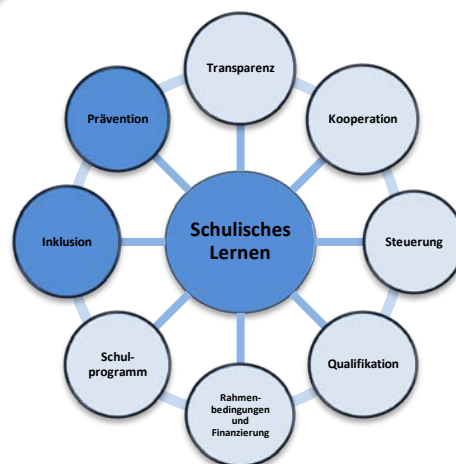 Transparenz
Prävention
Kooperation
Schulisches
Lernen
Inklusion
Steuerung
Schul-
programm
Qualifikation
Rahmen-
bedingungen
und
Finanzierung